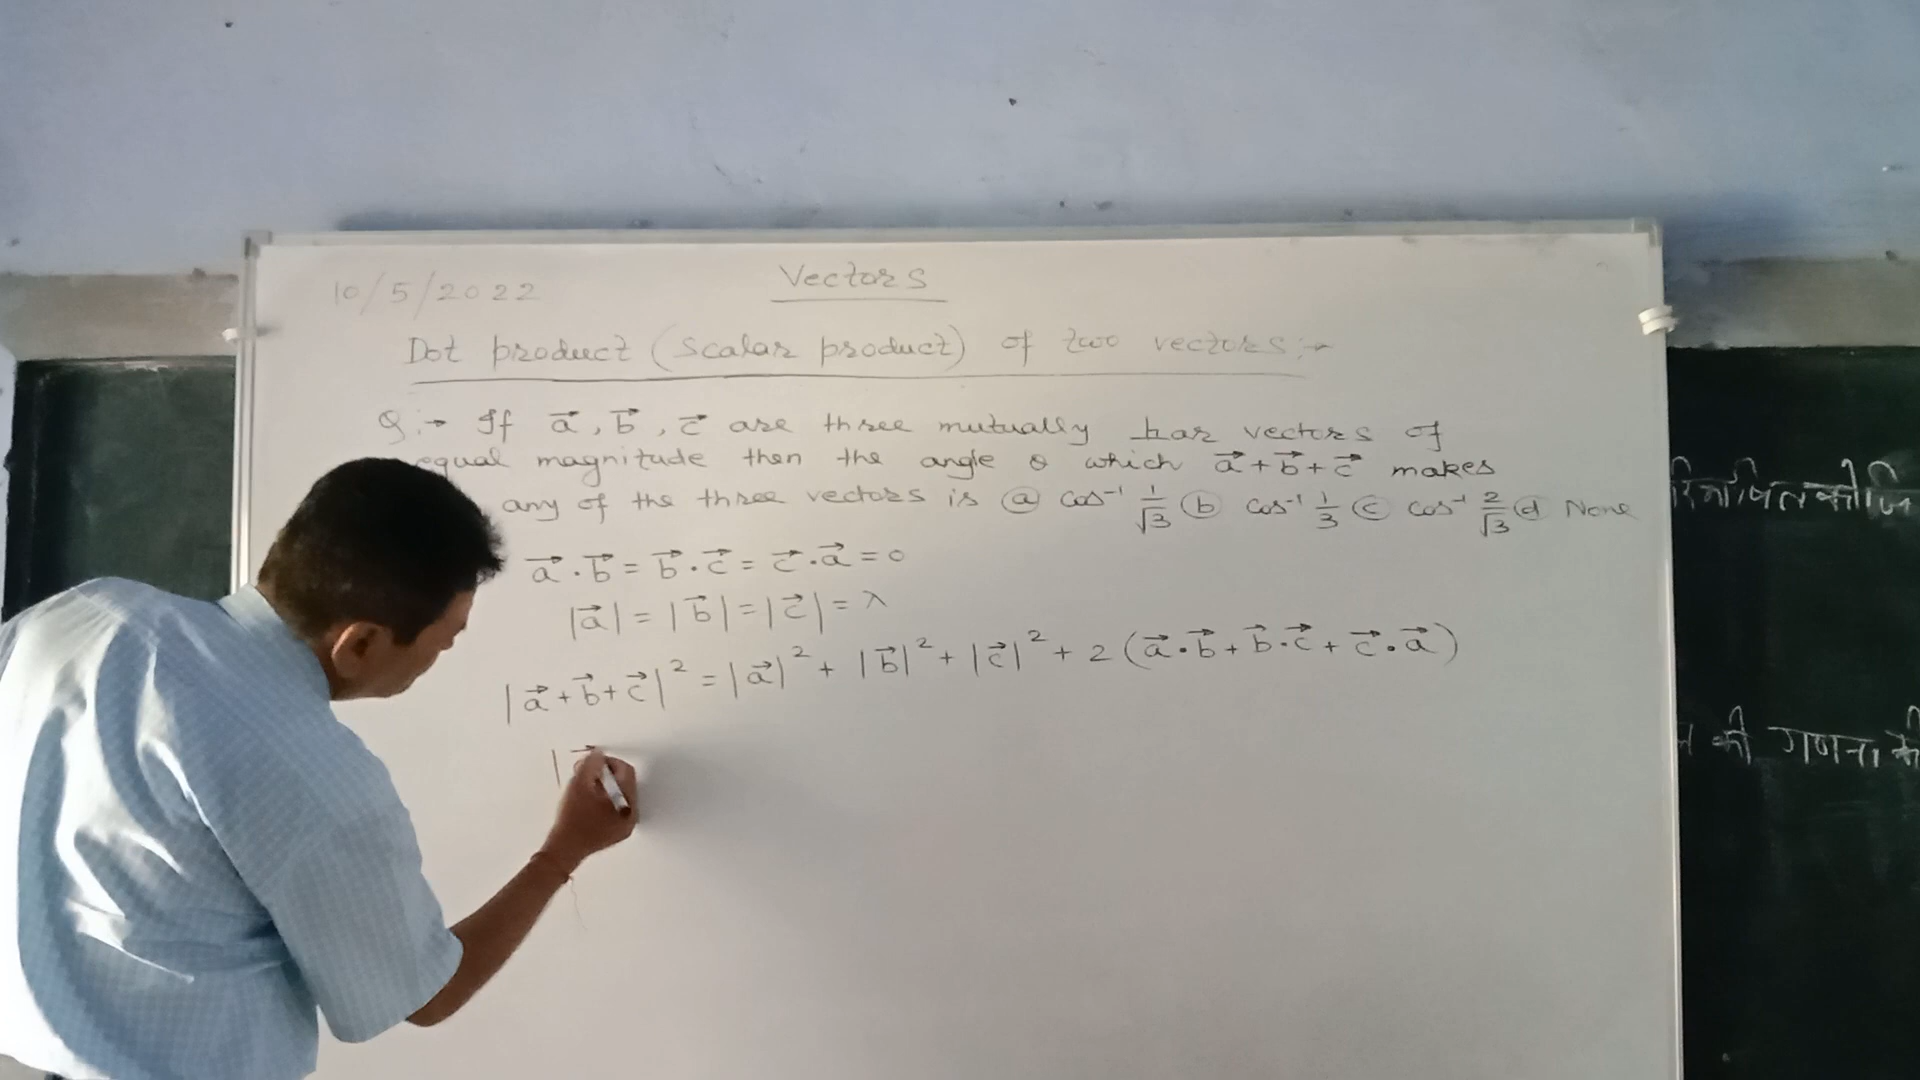 10/5/2022
Vectors
Dot product (Scalar product) of two vectors:→
Q:→ If a⃗, b⃗, c⃗ are three mutually ⊥ar vectors of
equal magnitude then the angle θ which a⃗+b⃗+c⃗ makes
any of the three vectors is ⓐ cos⁻¹ 1/√3 ⓑ cos⁻¹ 1/3 ⓒ cos⁻¹ 2/√3 ⓓ None
a⃗·b⃗ = b⃗·c⃗ = c⃗·a⃗ = 0
|a⃗| = |b⃗| = |c⃗| = λ
|a⃗+b⃗+c⃗|² = |a⃗|² + |b⃗|² + |c⃗|² + 2(a⃗·b⃗ + b⃗·c⃗ + c⃗·a⃗)
की गणना